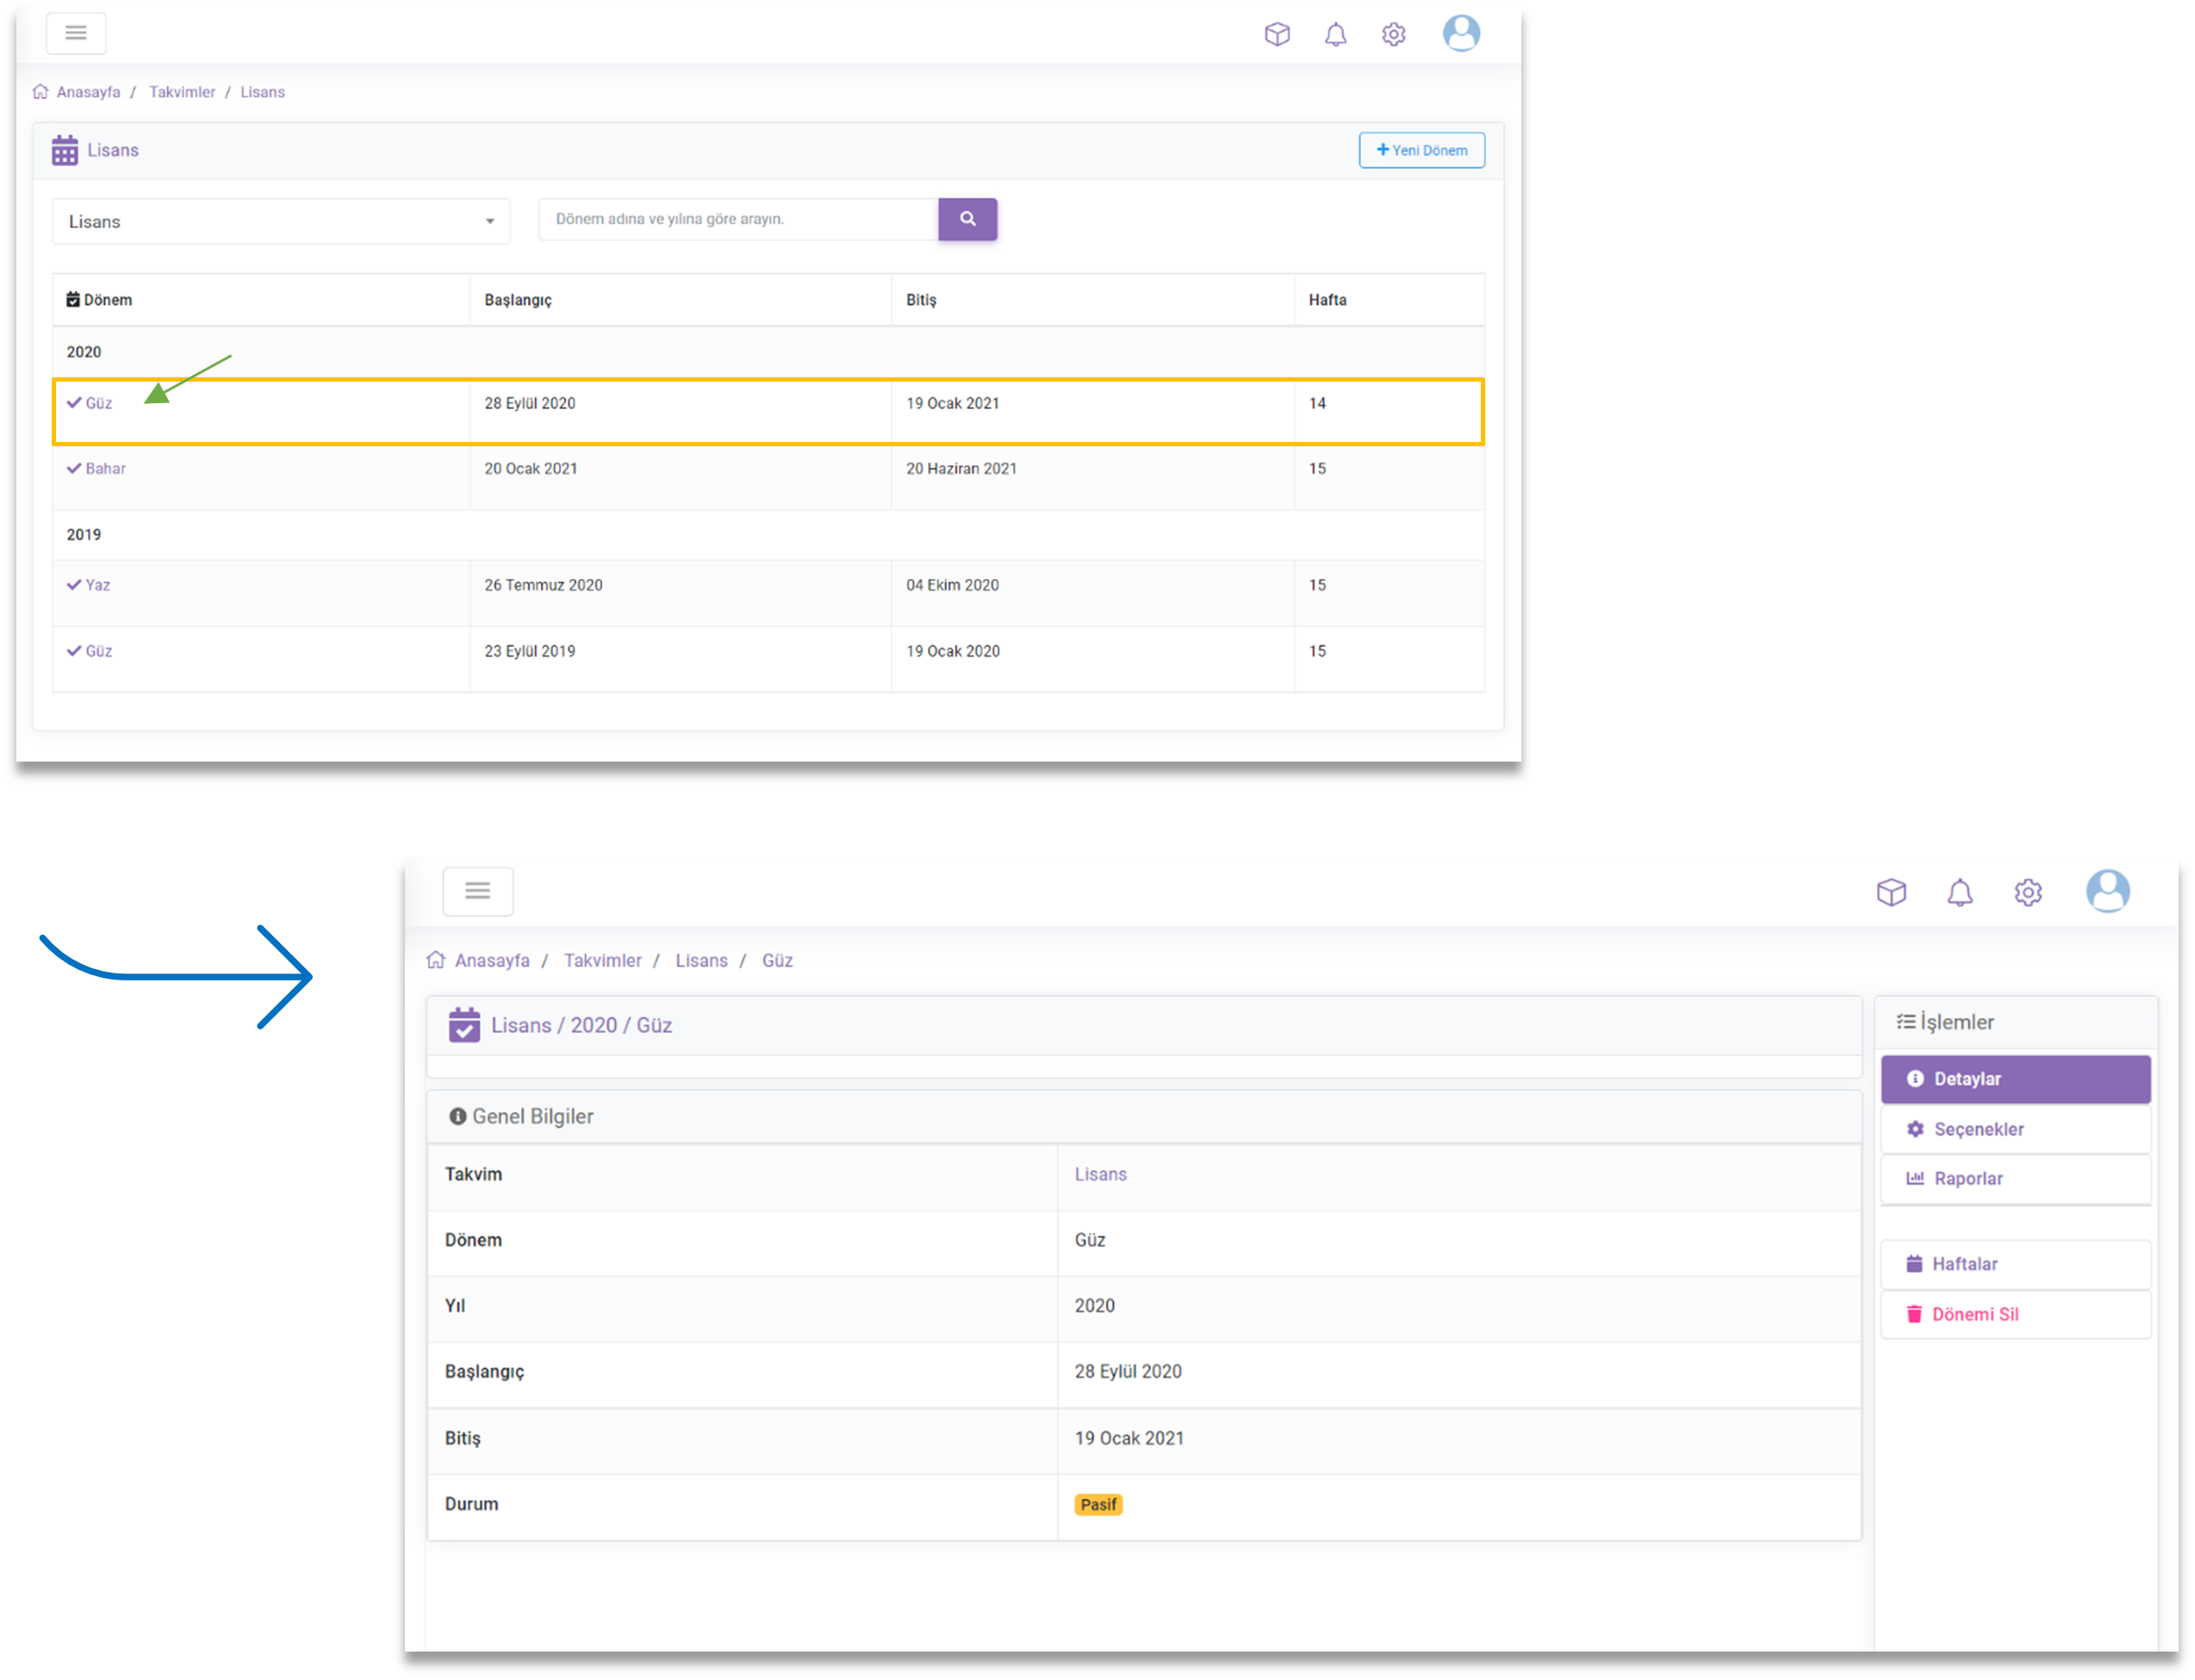 Anasayfa / Takvimler / Lisans
Lisans
+ Yeni Dönem
Lisans
Dönem adına ve yılına göre arayın.
Dönem Başlangıç Bitiş Hafta
2020
Güz 28 Eylül 2020 19 Ocak 2021 14
Bahar 20 Ocak 2021 20 Haziran 2021 15
2019
Yaz 26 Temmuz 2020 04 Ekim 2020 15
Güz 23 Eylül 2019 19 Ocak 2020 15
Anasayfa / Takvimler / Lisans / Güz
Lisans / 2020 / Güz
Genel Bilgiler
Takvim Lisans
Dönem Güz
Yıl 2020
Başlangıç 28 Eylül 2020
Bitiş 19 Ocak 2021
Durum Pasif
İşlemler
Detaylar
Seçenekler
Raporlar
Haftalar
Dönemi Sil